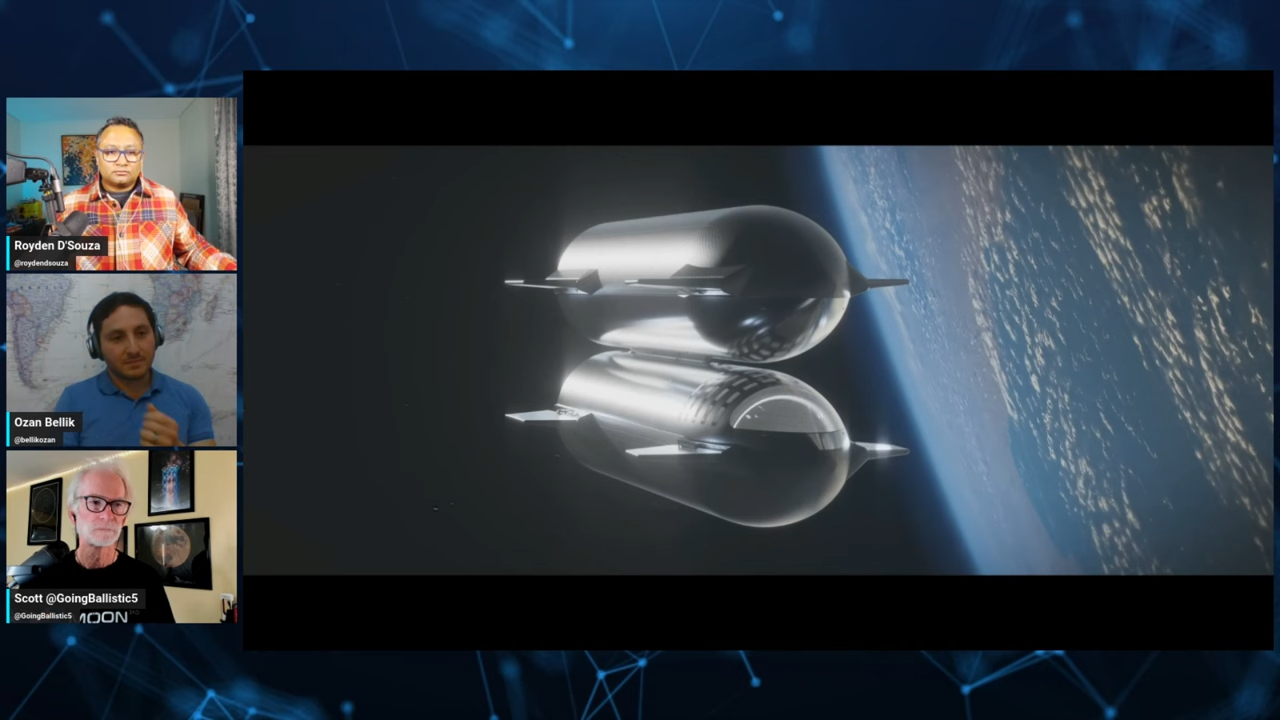 Royden D'Souza
@roydendsouza
Ozan Bellik
@bellikozan
Scott @GoingBallistic5
@GoingBallistic5
MOON